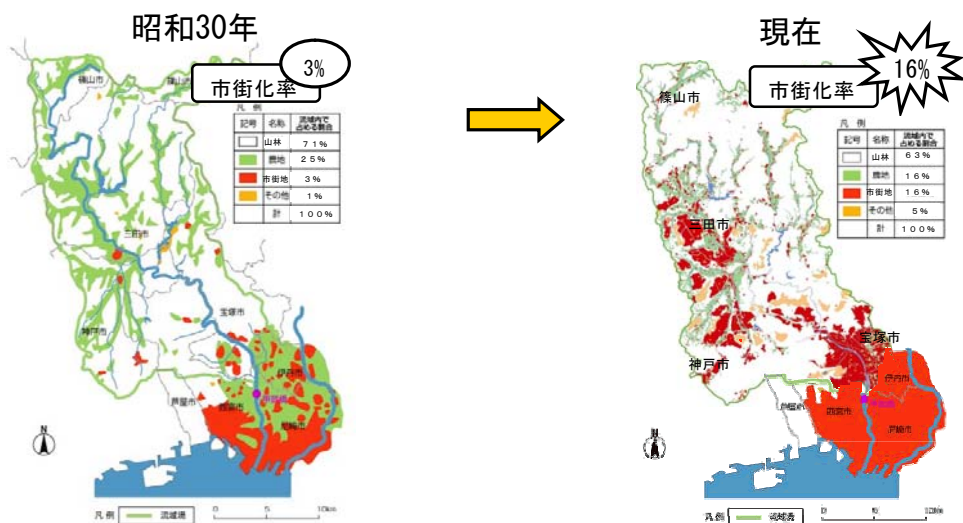 昭和30年
3%
市街化率
篠山市
篠山市
凡 例
記号 名称 流域内で占める割合
山林 71%
農地 25%
市街地 3%
その他 1%
計 100%
三田市
宝塚市
神戸市
伊丹市
芦屋市
西宮市
尼崎市
N
凡 例 流域界
0 5 10km
現在
16%
市街化率
篠山市
凡 例
記号 名称 流域内で占める割合
山林 63%
農地 16%
市街地 16%
その他 5%
計 100%
三田市
宝塚市
神戸市
伊丹市
芦屋市
西宮市
尼崎市
N
凡 例 流域界
0 5 10km